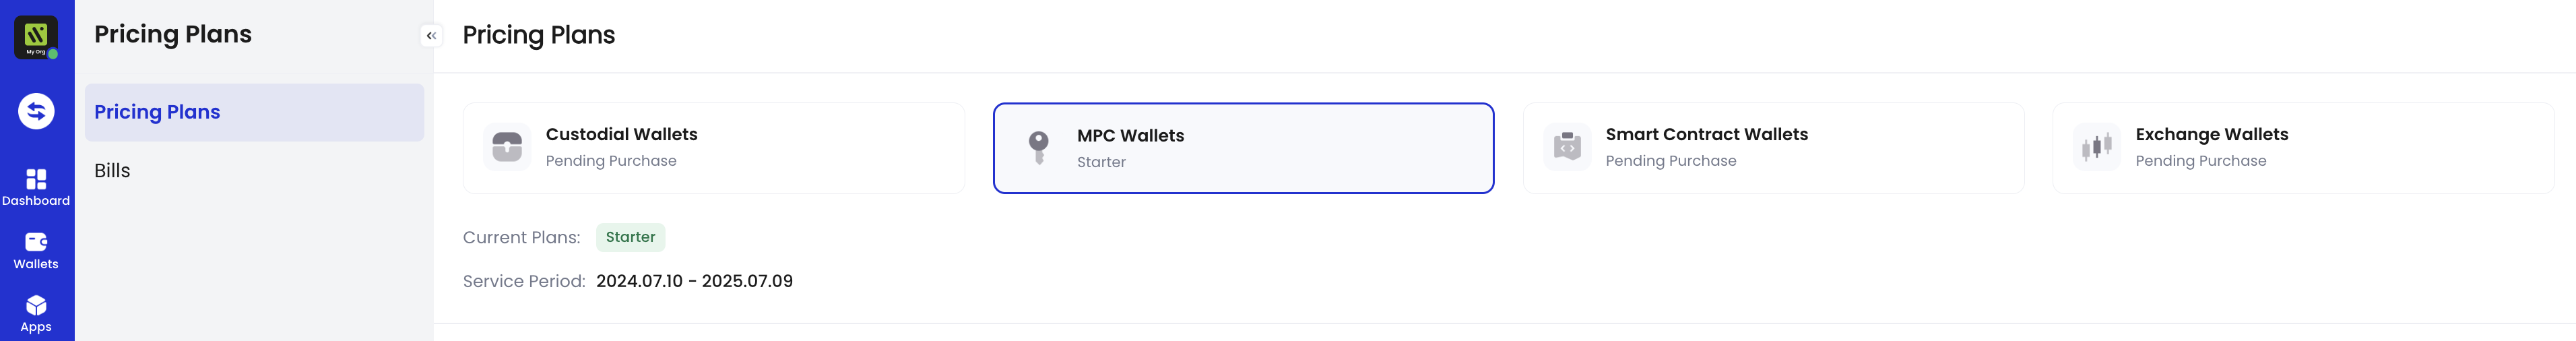 My Org
Dashboard
Wallets
Apps
Pricing Plans
Pricing Plans
Bills
Pricing Plans
Custodial Wallets
Pending Purchase
MPC Wallets
Starter
Smart Contract Wallets
Pending Purchase
Exchange Wallets
Pending Purchase
Current Plans: Starter
Service Period: 2024.07.10 - 2025.07.09